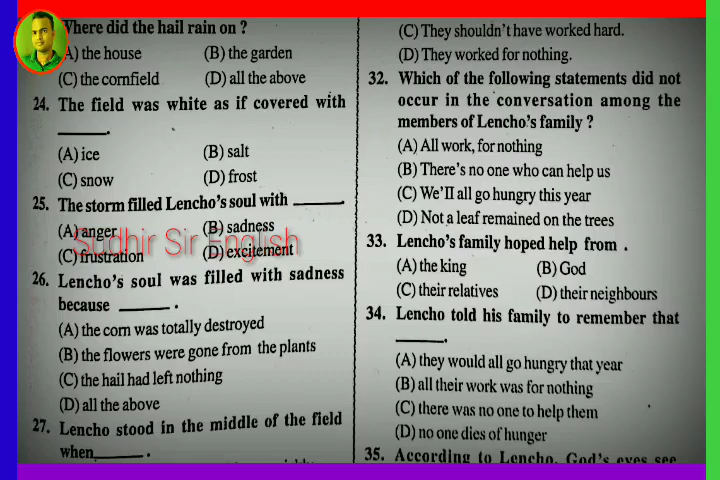 Where did the hail rain on ?
A) the house (B) the garden
(C) the cornfield (D) all the above
24. The field was white as if covered with
______.
(A) ice (B) salt
(C) snow (D) frost
25. The storm filled Lencho's soul with ______.
(A) anger (B) sadness
Sudhir Sir English
(C) frustration (D) excitement
26. Lencho's soul was filled with sadness
because ______ .
(A) the corn was totally destroyed
(B) the flowers were gone from the plants
(C) the hail had left nothing
(D) all the above
27. Lencho stood in the middle of the field
when______ .
(C) They shouldn't have worked hard.
(D) They worked for nothing.
32. Which of the following statements did not
occur in the conversation among the
members of Lencho's family ?
(A) All work, for nothing
(B) There's no one who can help us
(C) We'II all go hungry this year
(D) Not a leaf remained on the trees
33. Lencho's family hoped help from .
(A) the king (B) God
(C) their relatives (D) their neighbours
34. Lencho told his family to remember that
______.
(A) they would all go hungry that year
(B) all their work was for nothing
(C) there was no one to help them
(D) no one dies of hunger
35. According to Lencho, God's eyes see